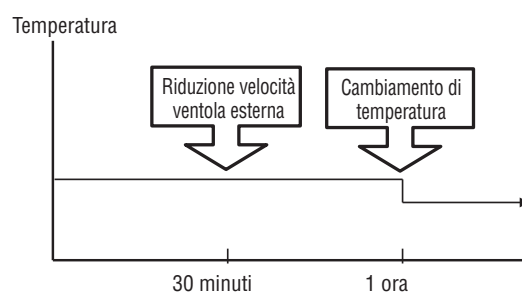 Temperatura
Riduzione velocità
ventola esterna
Cambiamento di
temperatura
30 minuti
1 ora